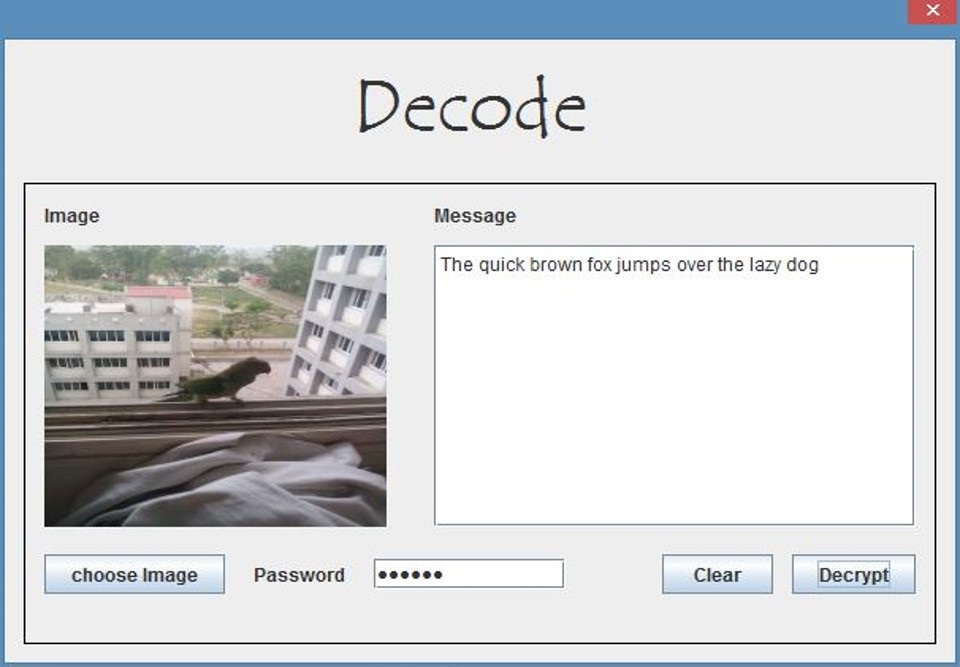 Decode
Image
Message
The quick brown fox jumps over the lazy dog
choose Image
Password
••••••
Clear
Decrypt